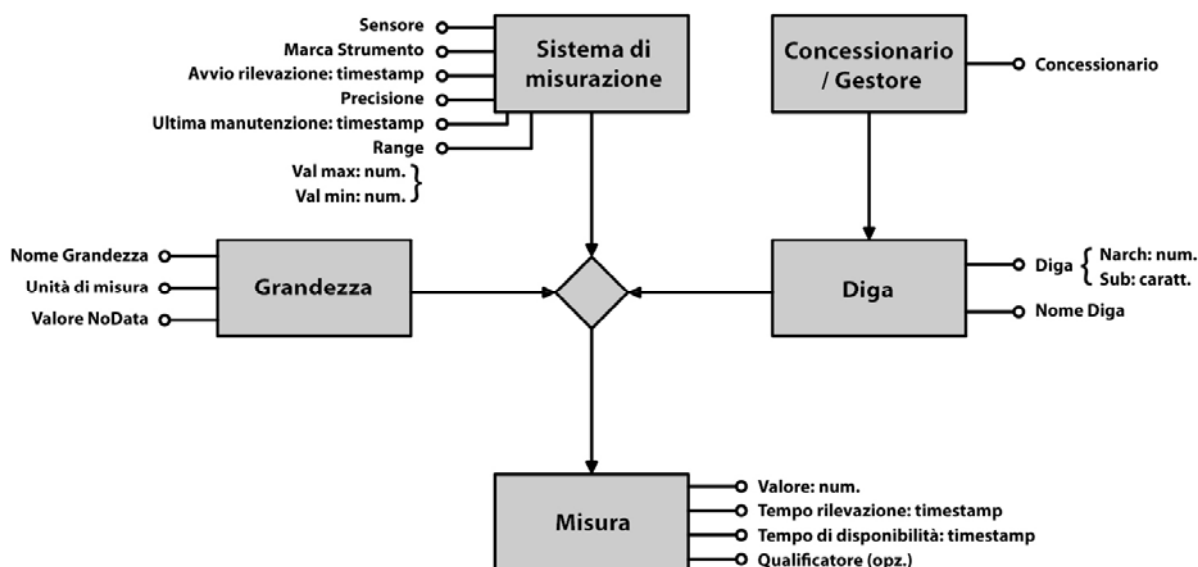 Sensore
Marca Strumento
Avvio rilevazione: timestamp
Precisione
Ultima manutenzione: timestamp
Range
Val max: num.
Val min: num.
Sistema di
misurazione
Concessionario
/ Gestore
Concessionario
Nome Grandezza
Unità di misura
Valore NoData
Grandezza
Diga
Diga
Narch: num.
Sub: caratt.
Nome Diga
Misura
Valore: num.
Tempo rilevazione: timestamp
Tempo di disponibilità: timestamp
Qualificatore (opz.)